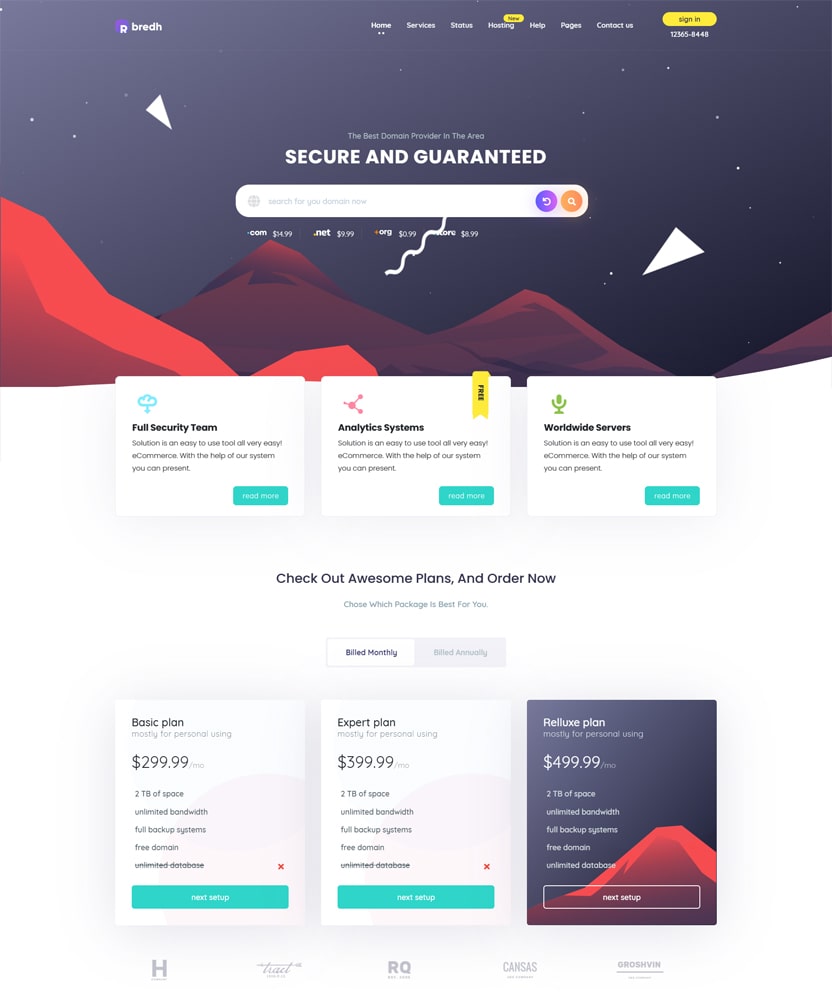 bredh
Home Services Status Hosting New Help Pages Contact us
sign in
12365-8448
The Best Domain Provider In The Area
SECURE AND GUARANTEED
search for you domain now
.com $14.99 .net $9.99 +org $0.99 $8.99
FREE
Full Security Team
Solution is an easy to use tool all very easy!
eCommerce. With the help of our system
you can present.
read more
Analytics Systems
Solution is an easy to use tool all very easy!
eCommerce. With the help of our system
you can present.
read more
Worldwide Servers
Solution is an easy to use tool all very easy!
eCommerce. With the help of our system
you can present.
read more
Check Out Awesome Plans, And Order Now
Chose Which Package Is Best For You.
Billed Monthly Billed Annually
Basic plan
mostly for personal using
$299.99/mo
2 TB of space
unlimited bandwidth
full backup systems
free domain
unlimited database
next setup
Expert plan
mostly for personal using
$399.99/mo
2 TB of space
unlimited bandwidth
full backup systems
free domain
unlimited database
next setup
Relluxe plan
mostly for personal using
$499.99/mo
2 TB of space
unlimited bandwidth
full backup systems
free domain
unlimited database
next setup
H tract RQ CANSAS GROSHVIN